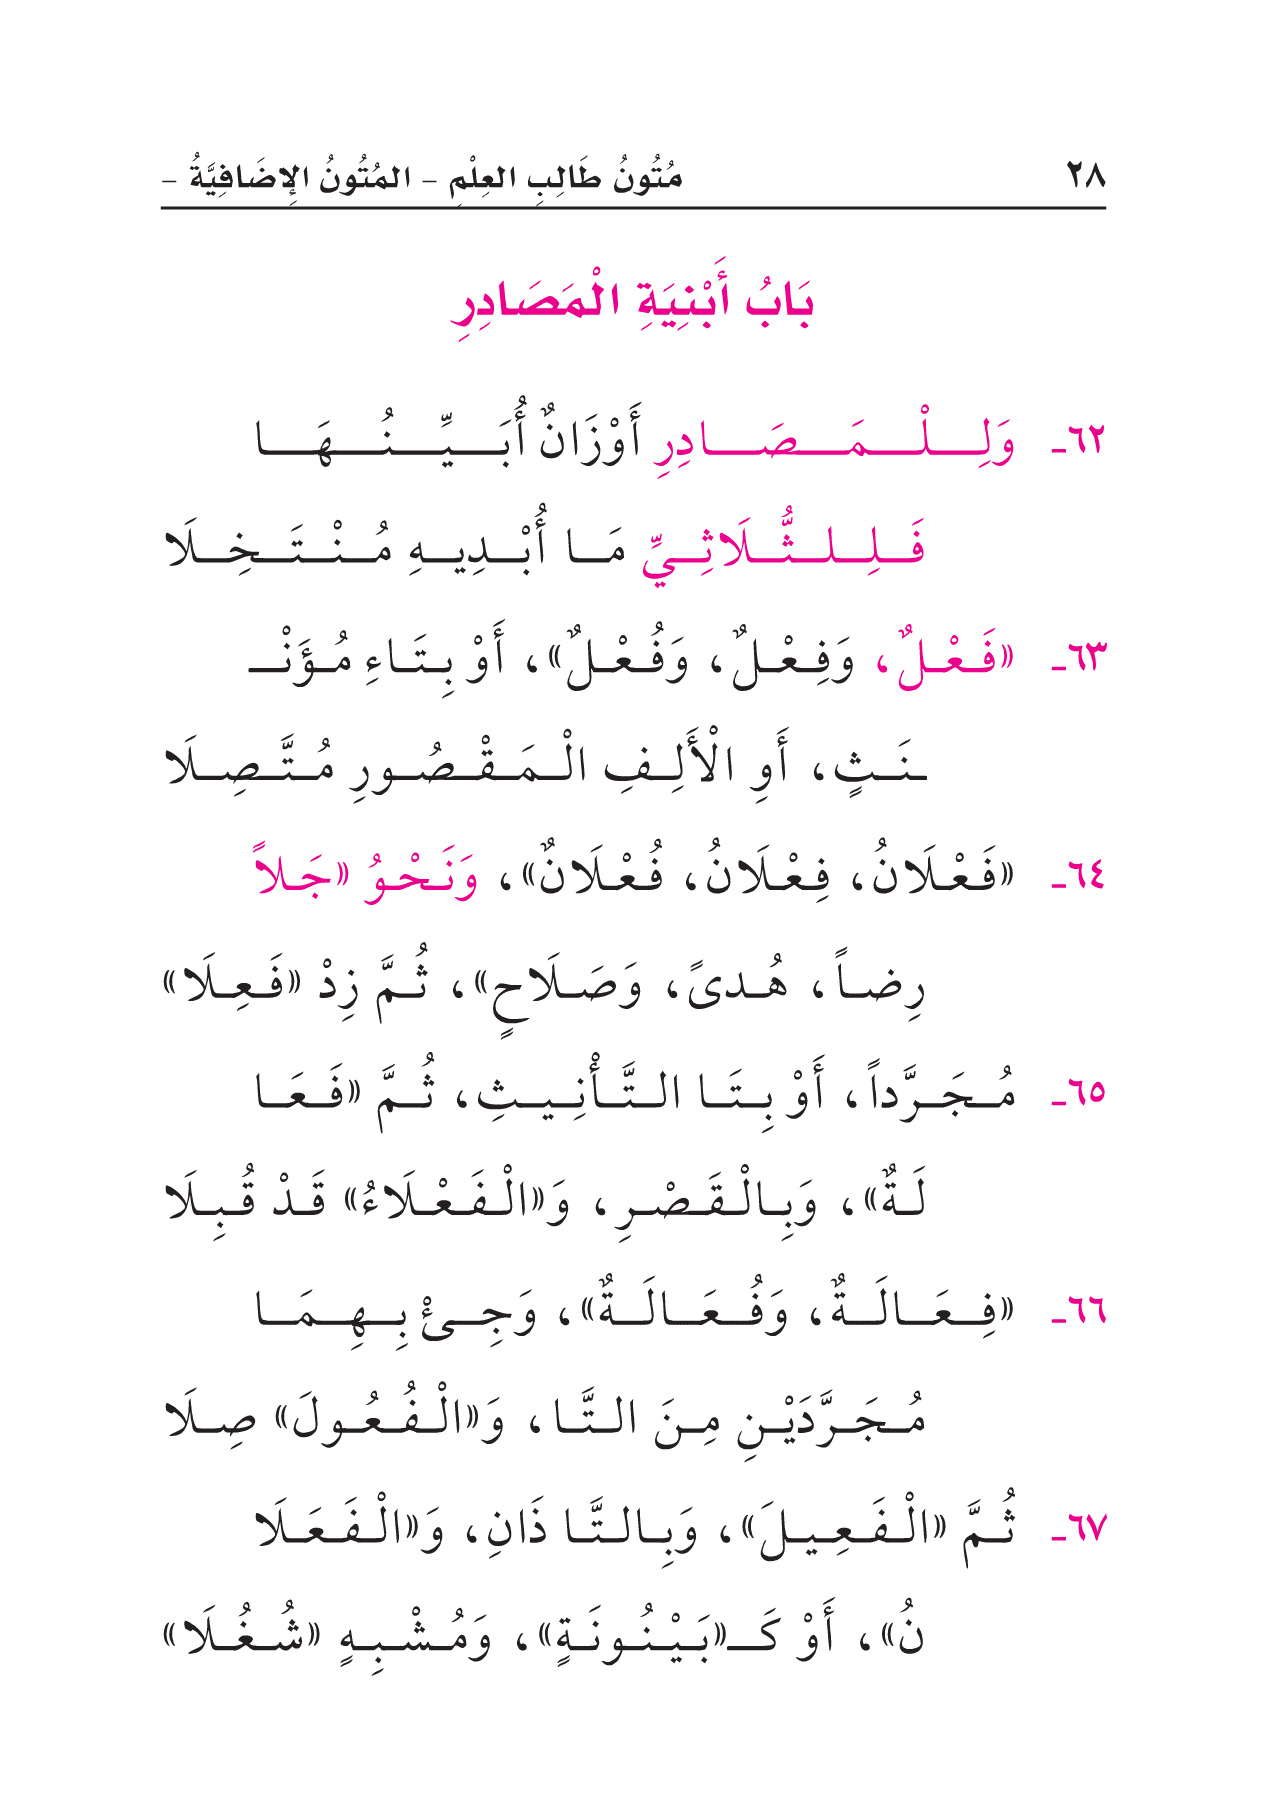 ٢٨ مُتُونُ طَالِبِ العِلْمِ - المُتُونُ الإِضَافِيَّةُ -
بَابُ أَبْنِيَةِ الْمَصَادِرِ
٦٢- وَلِلْمَصَادِرِ أَوْزَانٌ أُبَيِّنُهَا
فَلِلثُّلَاثِيِّ مَا أُبْدِيهِ مُنْتَخِلَا
٦٣- «فَعْلٌ، وَفِعْلٌ، وَفُعْلٌ»، أَوْ بِتَاءِ مُؤَنْـ
ـنَثٍ، أَوِ الْأَلِفِ الْمَقْصُورِ مُتَّصِلَا
٦٤- «فَعْلَانُ، فِعْلَانُ، فُعْلَانٌ»، وَنَحْوُ «جَلاً
رِضاً، هُدىً، وَصَلَاحٍ»، ثُمَّ زِدْ «فَعِلَا»
٦٥- مُجَرَّداً، أَوْ بِتَا التَّأْنِيثِ، ثُمَّ «فَعَا
لَةٌ»، وَبِالْقَصْرِ، وَ«الْفَعْلَاءُ» قَدْ قُبِلَا
٦٦- «فِعَالَةٌ، وَفُعَالَةٌ»، وَجِئْ بِهِمَا
مُجَرَّدَيْنِ مِنَ التَّا، وَ«الْفُعُولَ» صِلَا
٦٧- ثُمَّ «الْفَعِيلَ»، وَبِالتَّا ذَانِ، وَ«الْفَعَلَا
نُ»، أَوْ كَـ«بَيْنُونَةٍ»، وَمُشْبِهٍ «شُغُلَا»